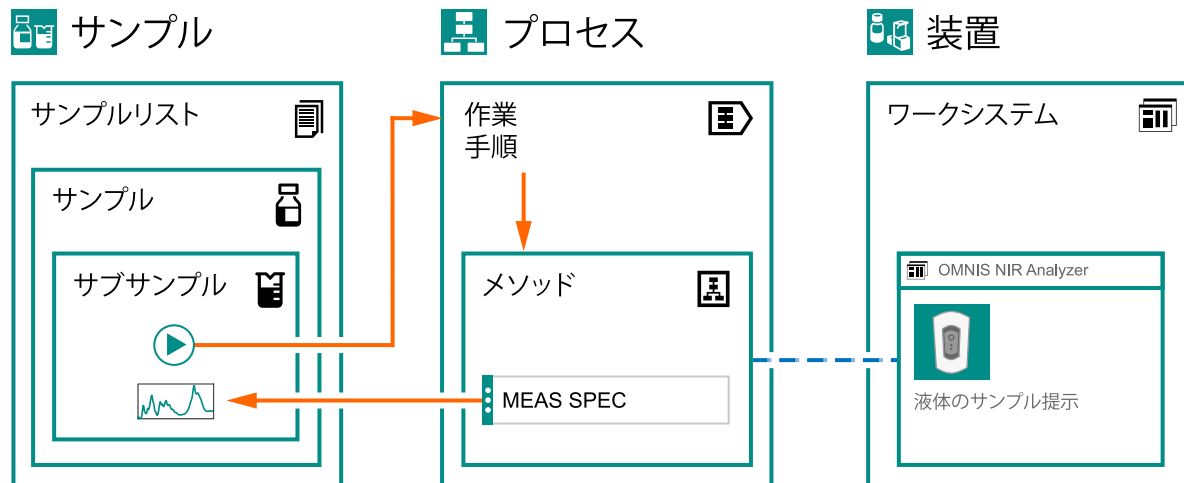 サンプル
プロセス
装置
サンプルリスト
サンプル
サブサンプル
作業
手順
メソッド
MEAS SPEC
ワークシステム
OMNIS NIR Analyzer
液体のサンプル提示